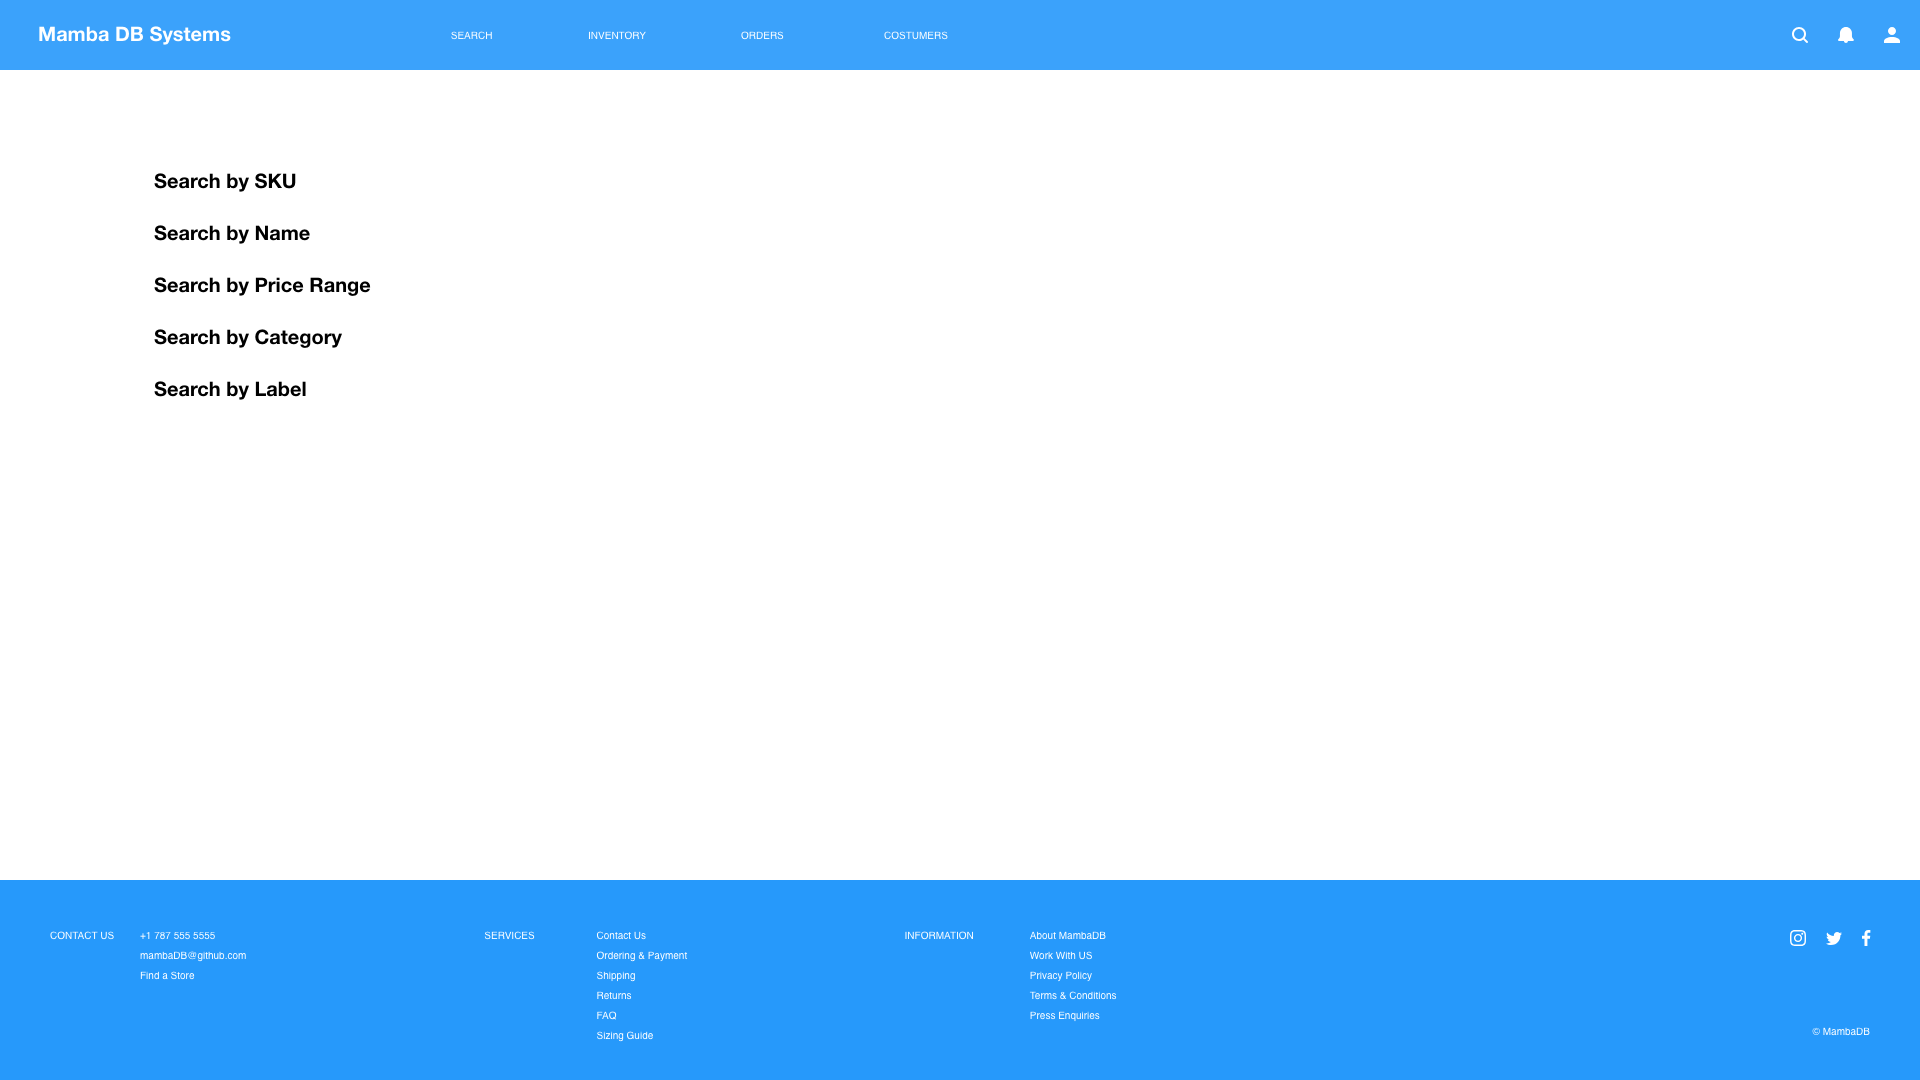 Mamba DB Systems
SEARCH
INVENTORY
ORDERS
COSTUMERS
Search by SKU
Search by Name
Search by Price Range
Search by Category
Search by Label
CONTACT US
+1 787 555 5555
mambaDB@github.com
Find a Store
SERVICES
Contact Us
Ordering & Payment
Shipping
Returns
FAQ
Sizing Guide
INFORMATION
About MambaDB
Work With US
Privacy Policy
Terms & Conditions
Press Enquiries
© MambaDB